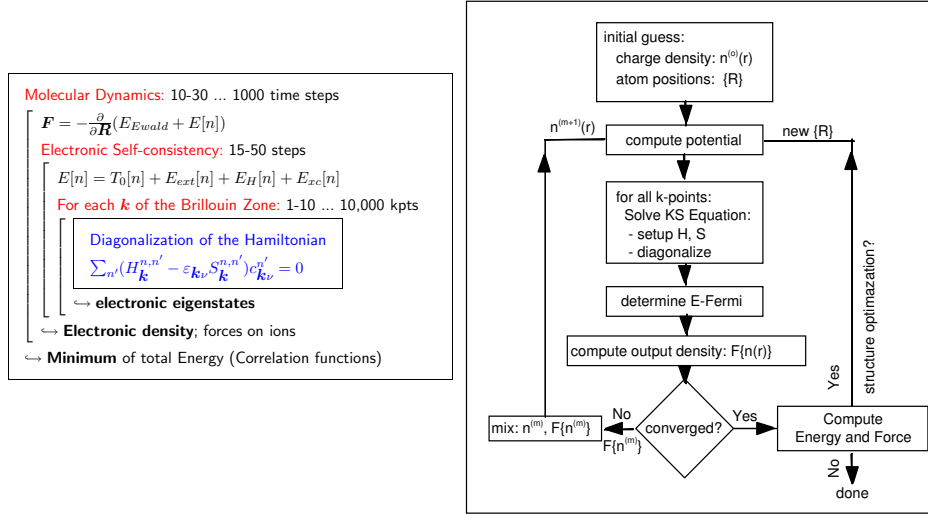 Molecular Dynamics: 10-30 ... 1000 time steps
F = −∂/∂R(E_Ewald + E[n])
Electronic Self-consistency: 15-50 steps
E[n] = T_0[n] + E_ext[n] + E_H[n] + E_xc[n]
For each k of the Brillouin Zone: 1-10 ... 10,000 kpts
Diagonalization of the Hamiltonian
∑_{n'}(H_k^{n,n'} − ε_{kν}S_k^{n,n'})c_{kν}^{n'} = 0
↪ electronic eigenstates
↪ Electronic density; forces on ions
↪ Minimum of total Energy (Correlation functions)
initial guess:
charge density: n^(o)(r)
atom positions: {R}
n^(m+1)(r)
compute potential
new {R}
for all k-points:
Solve KS Equation:
- setup H, S
- diagonalize
determine E-Fermi
compute output density: F{n(r)}
converged?
No
F{n^(m)}
mix: n^(m), F{n^(m)}
Yes
Compute
Energy and Force
Yes
structure optimazation?
No
done